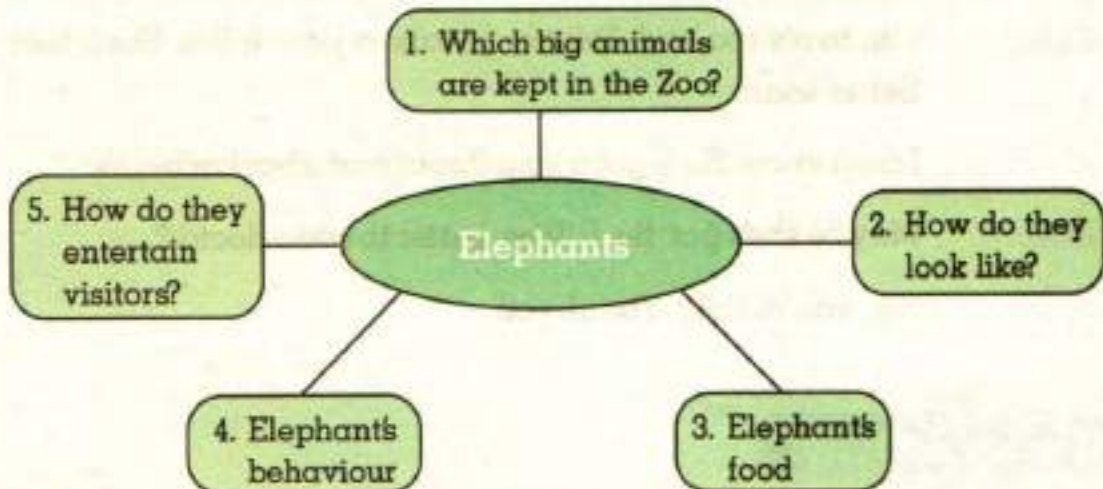 1. Which big animals
are kept in the Zoo?
5. How do they
entertain
visitors?
Elephants
2. How do they
look like?
4. Elephant's
behaviour
3. Elephant's
food